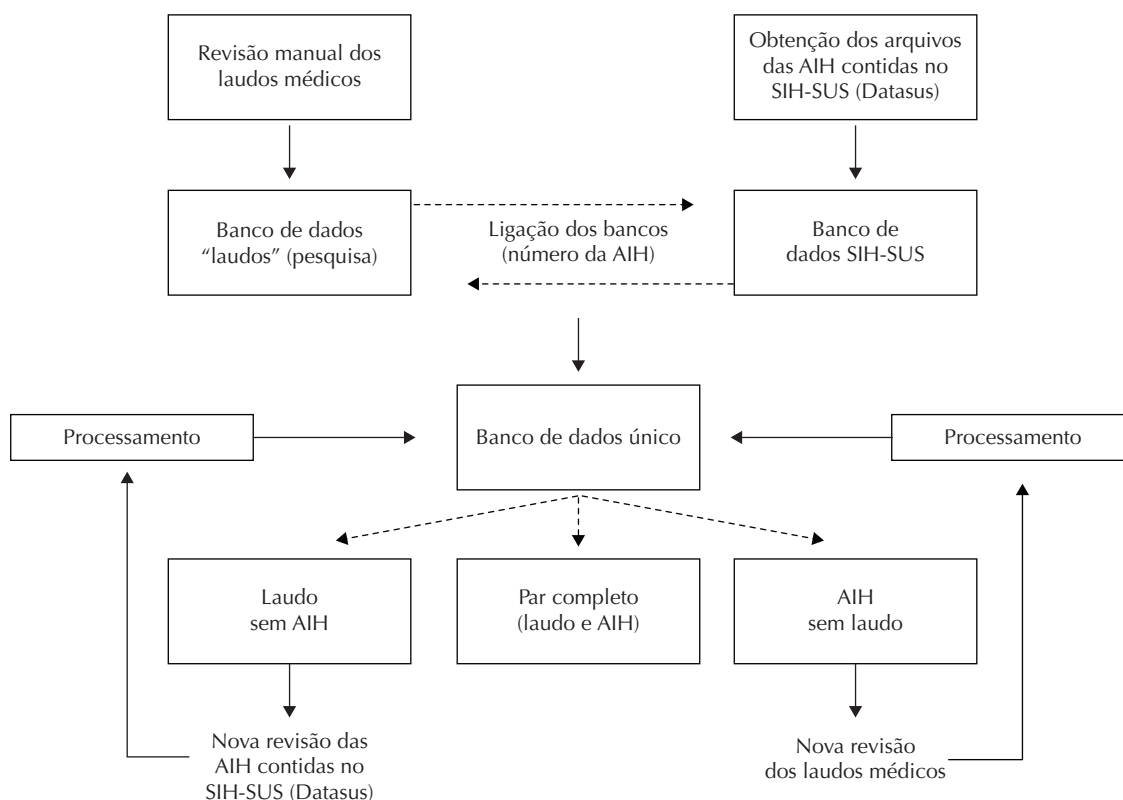 Revisão manual dos
laudos médicos
Obtenção dos arquivos
das AIH contidas no
SIH-SUS (Datasus)
Banco de dados
“laudos” (pesquisa)
Ligação dos bancos
(número da AIH)
Banco de
dados SIH-SUS
Processamento
Banco de dados único
Processamento
Laudo
sem AIH
Par completo
(laudo e AIH)
AIH
sem laudo
Nova revisão das
AIH contidas no
SIH-SUS (Datasus)
Nova revisão
dos laudos médicos